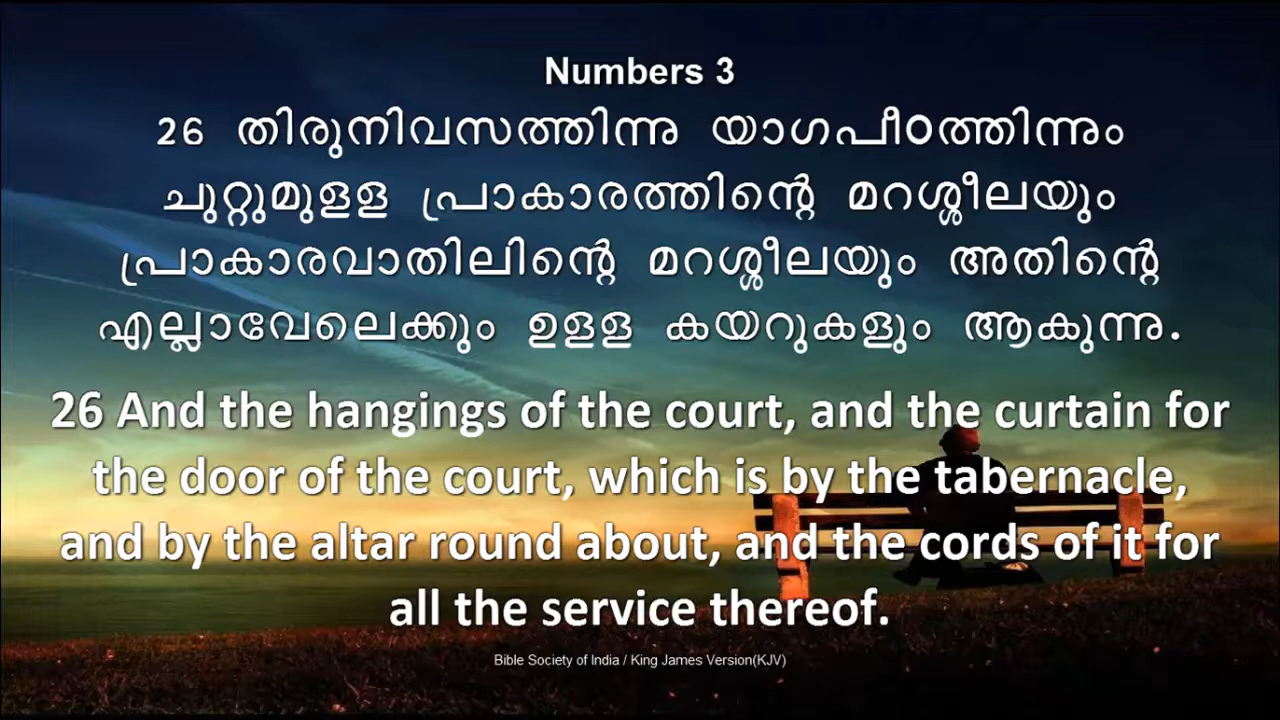 Numbers 3
26 തിരുനിവസത്തിന്നു യാഗപീഠത്തിന്നും
ചുറ്റുമുളള പ്രാകാരത്തിന്റെ മറശ്ശീലയും
പ്രാകാരവാതിലിന്റെ മറശ്ശീലയും അതിന്റെ
എല്ലാവേലെക്കും ഉളള കയറുകളും ആകുന്നു.
26 And the hangings of the court, and the curtain for
the door of the court, which is by the tabernacle,
and by the altar round about, and the cords of it for
all the service thereof.
Bible Society of India / King James Version(KJV)